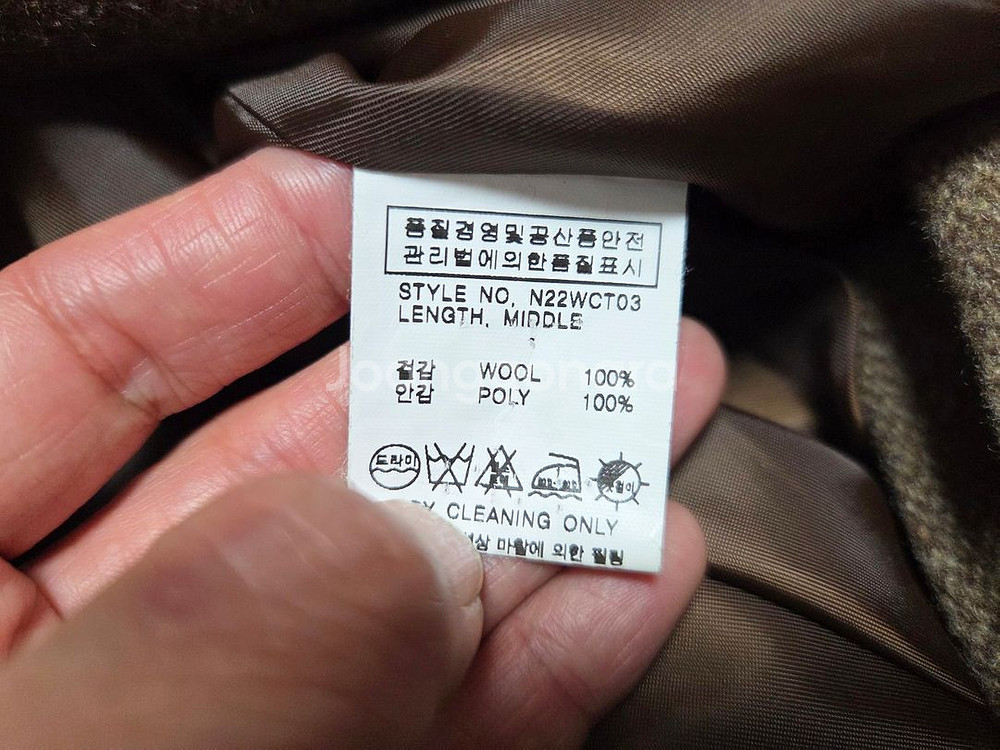 품질경영및공산품안전
관리법에의한품질표시
STYLE NO. N22WCT03
LENGTH. MIDDLE
겉감 WOOL 100%
안감 POLY 100%
드라이
CLEANING ONLY
마찰에 의한 필링